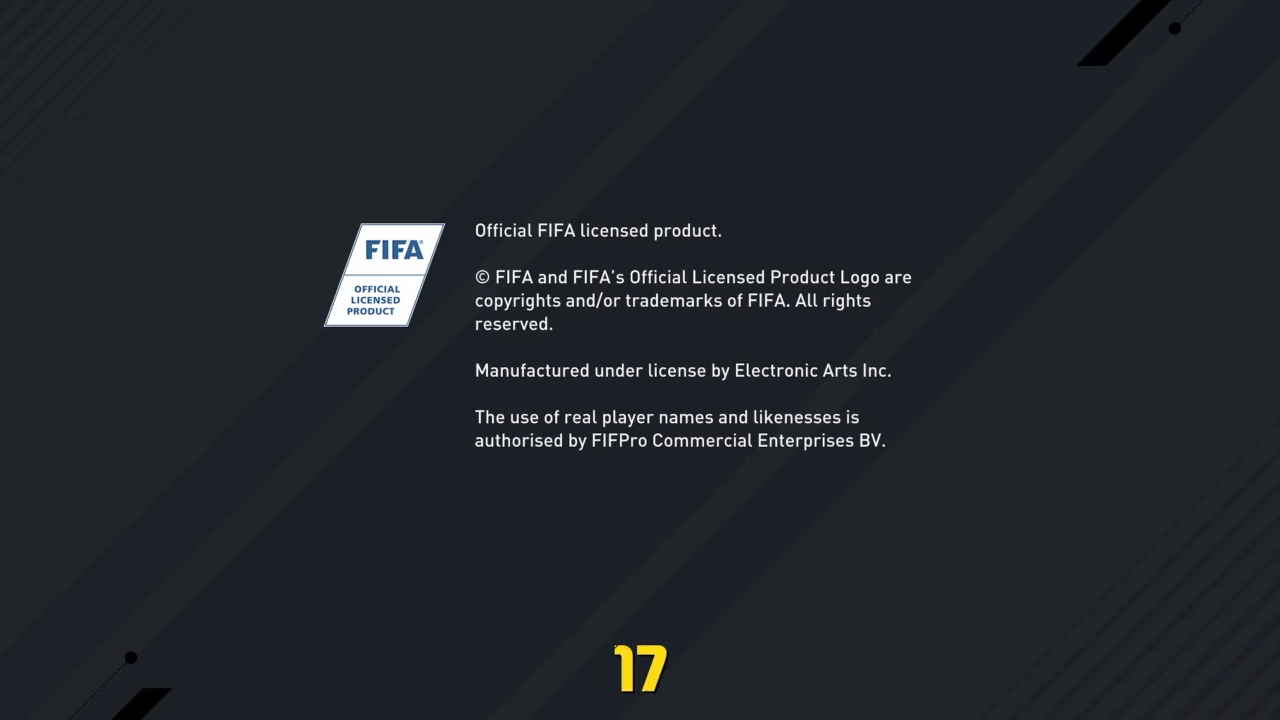 FIFA
OFFICIAL
LICENSED
PRODUCT
Official FIFA licensed product.
© FIFA and FIFA's Official Licensed Product Logo are
copyrights and/or trademarks of FIFA. All rights
reserved.
Manufactured under license by Electronic Arts Inc.
The use of real player names and likenesses is
authorised by FIFPro Commercial Enterprises BV.
17